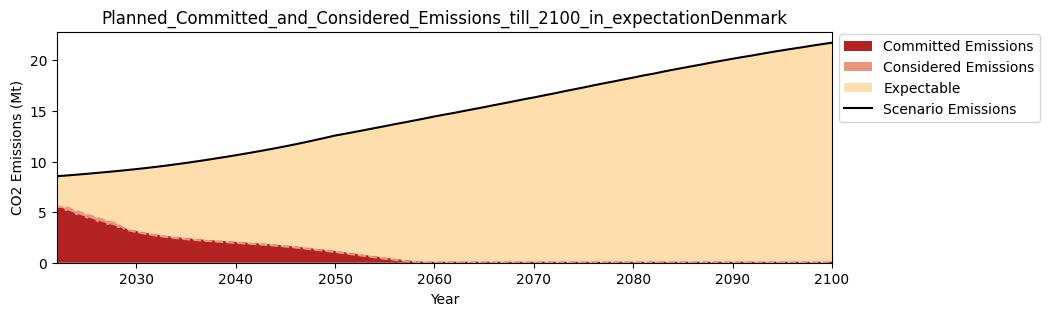 Planned_Committed_and_Considered_Emissions_till_2100_in_expectationDenmark
CO2 Emissions (Mt)
20
15
10
5
0
2030 2040 2050 2060 2070 2080 2090 2100
Year
Committed Emissions
Considered Emissions
Expectable
Scenario Emissions